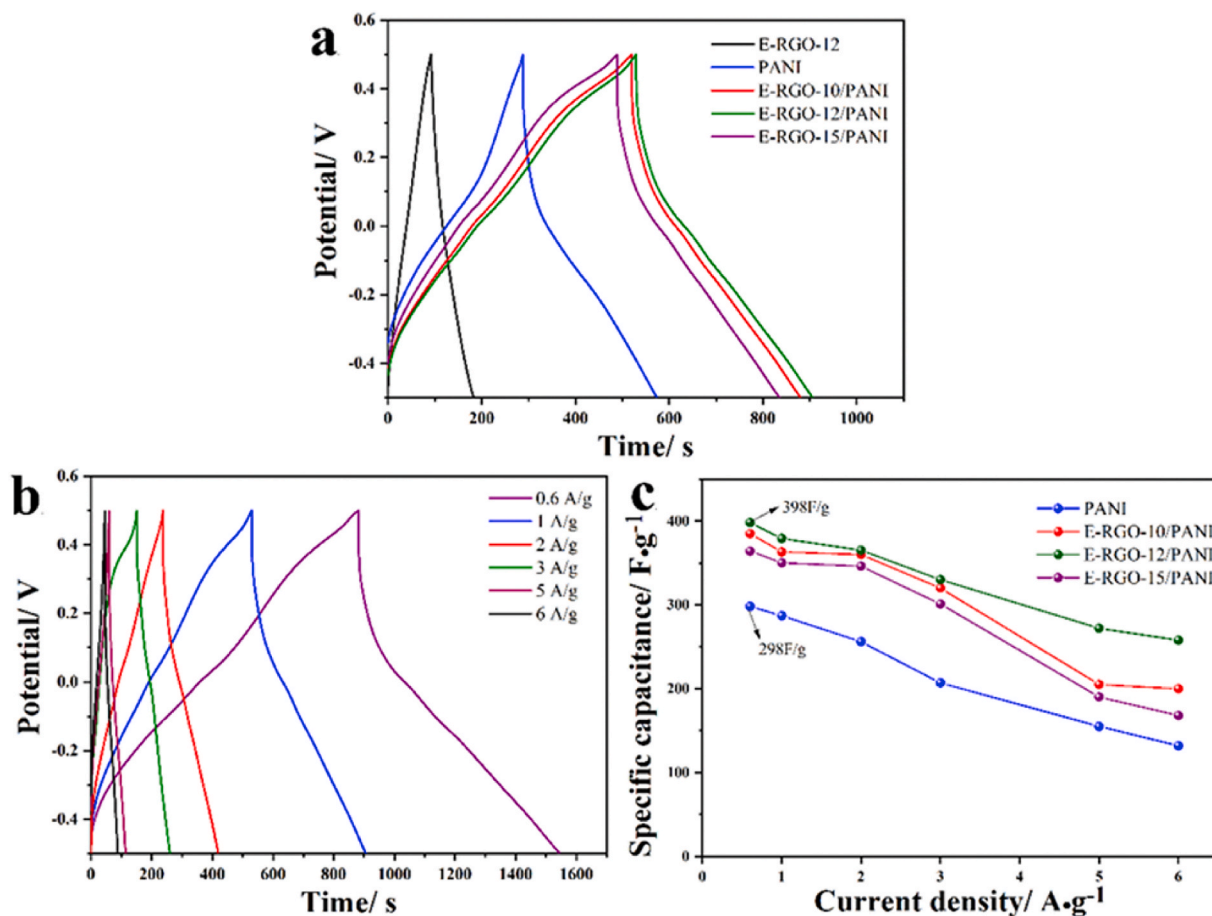 a
0.6
0.4
0.2
0.0
-0.2
-0.4
Potential/ V
E-RGO-12
PANI
E-RGO-10/PANI
E-RGO-12/PANI
E-RGO-15/PANI
0 200 400 600 800 1000
Time/ s
b
0.6
0.4
0.2
0.0
-0.2
-0.4
Potential/ V
0.6 A/g
1 A/g
2 A/g
3 A/g
5 A/g
6 A/g
0 200 400 600 800 1000 1200 1400 1600
Time/ s
c
400
300
200
100
0
Specific capacitance/ F•g⁻¹
398F/g
298F/g
PANI
E-RGO-10/PANI
E-RGO-12/PANI
E-RGO-15/PANI
0 1 2 3 4 5 6
Current density/ A•g⁻¹